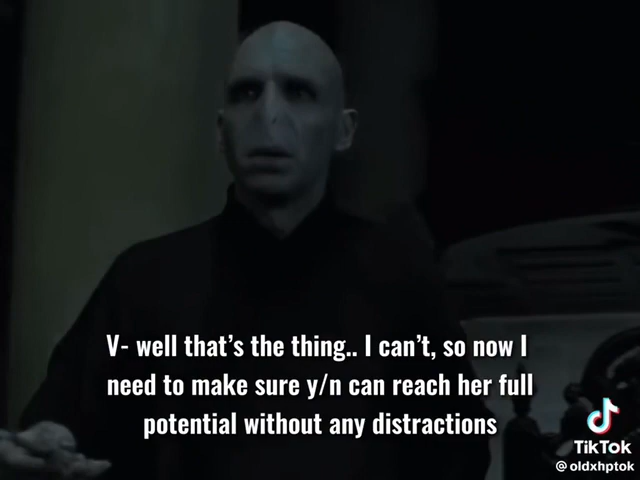 V- well that's the thing.. I can't, so now I
need to make sure y/n can reach her full
potential without any distractions
TikTok
@oldxhptok